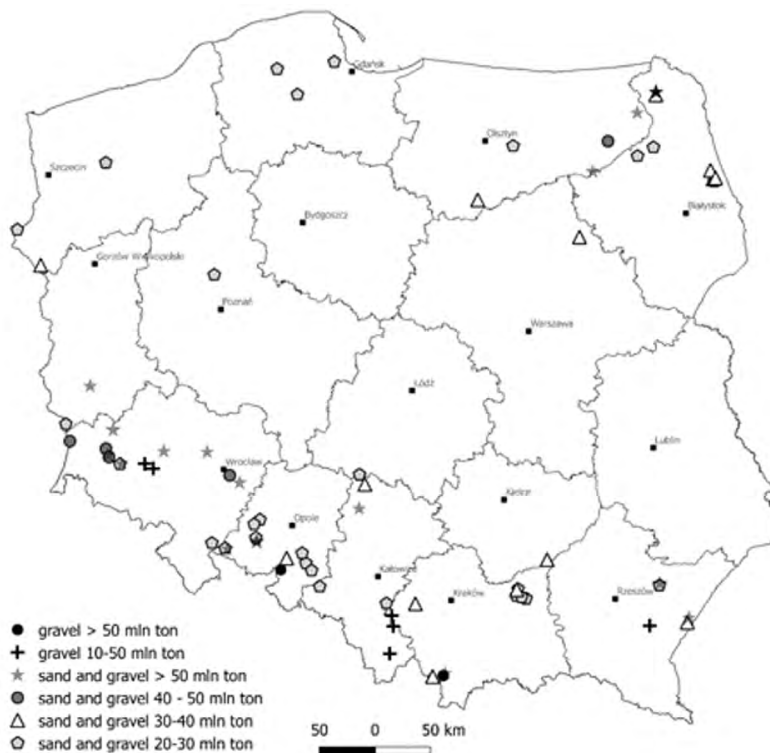 Gdańsk
Olsztyn
Szczecin
Białystok
Bydgoszcz
Gorzów Wielkopolski
Poznań
Warszawa
Łódź
Lublin
Wrocław
Kielce
Opole
Katowice
Kraków
Rzeszów
gravel > 50 mln ton
gravel 10-50 mln ton
sand and gravel > 50 mln ton
sand and gravel 40 - 50 mln ton
sand and gravel 30-40 mln ton
sand and gravel 20-30 mln ton
50 0 50 km